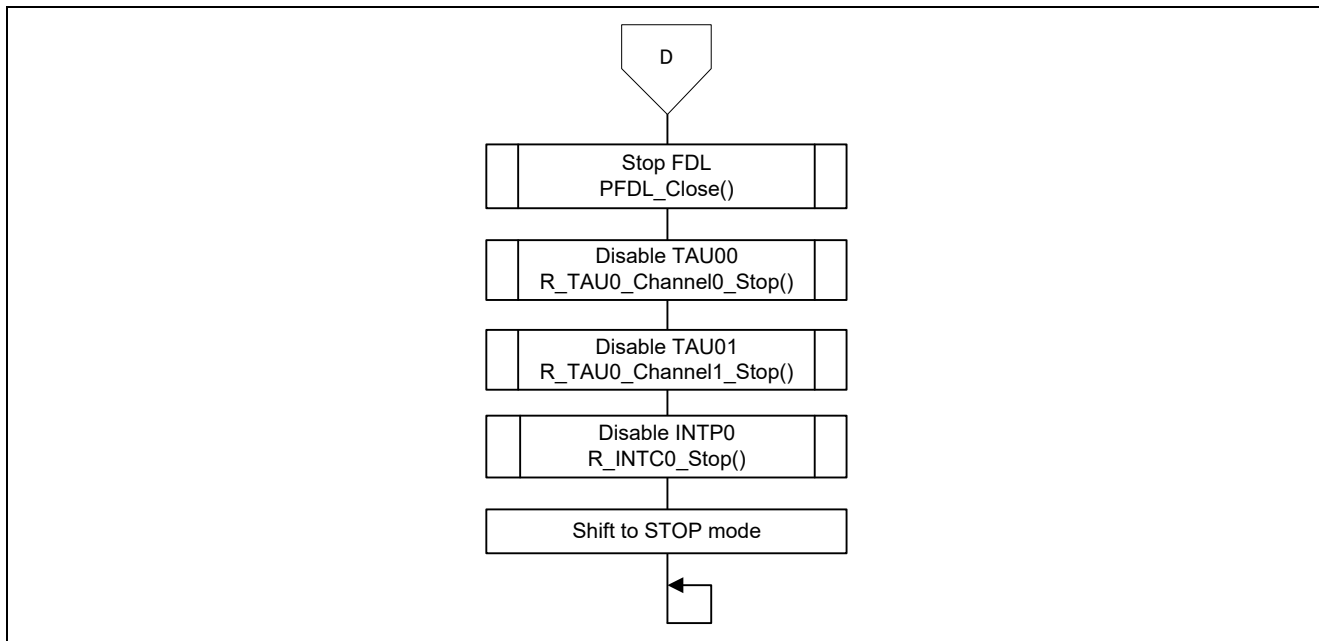 D
Stop FDL
PFDL_Close()
Disable TAU00
R_TAU0_Channel0_Stop()
Disable TAU01
R_TAU0_Channel1_Stop()
Disable INTP0
R_INTC0_Stop()
Shift to STOP mode